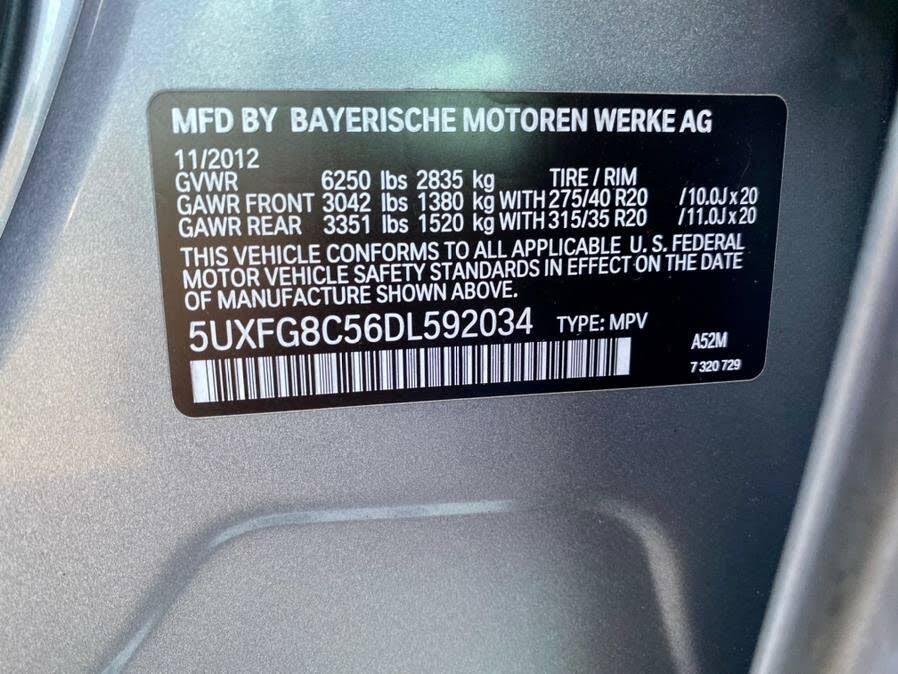 MFD BY BAYERISCHE MOTOREN WERKE AG
11/2012
GVWR 6250 lbs 2835 kg TIRE / RIM
GAWR FRONT 3042 lbs 1380 kg WITH 275/40 R20 /10.0J x 20
GAWR REAR 3351 lbs 1520 kg WITH 315/35 R20 /11.0J x 20
THIS VEHICLE CONFORMS TO ALL APPLICABLE U. S. FEDERAL
MOTOR VEHICLE SAFETY STANDARDS IN EFFECT ON THE DATE
OF MANUFACTURE SHOWN ABOVE.
5UXFG8C56DL592034 TYPE: MPV A52M
7 320 729